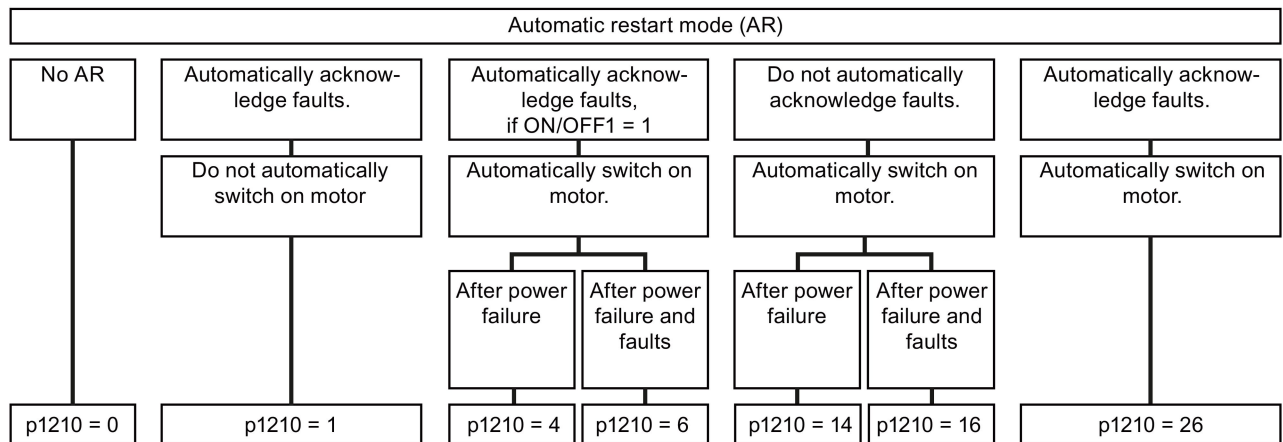 Automatic restart mode (AR)
No AR
Automatically acknow-
ledge faults.
Automatically acknow-
ledge faults,
if ON/OFF1 = 1
Do not automatically
acknowledge faults.
Automatically acknow-
ledge faults.
Do not automatically
switch on motor
Automatically switch on
motor.
Automatically switch on
motor.
Automatically switch on
motor.
After power
failure
After power
failure and
faults
After power
failure
After power
failure and
faults
p1210 = 0
p1210 = 1
p1210 = 4
p1210 = 6
p1210 = 14
p1210 = 16
p1210 = 26